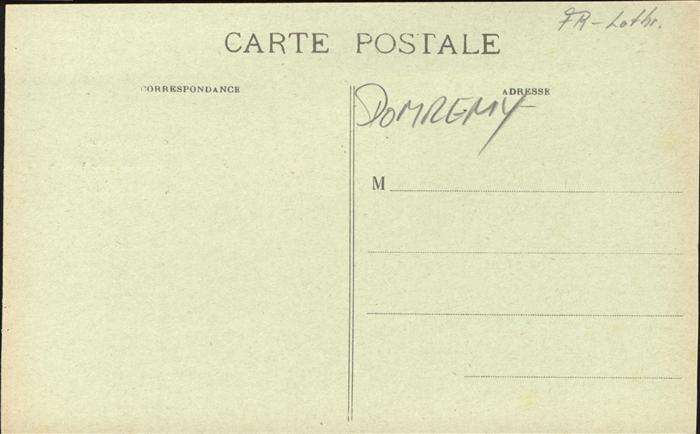 FR-Lothr.
CARTE POSTALE
CORRESPONDANCE
ADRESSE
DOMREMY
M